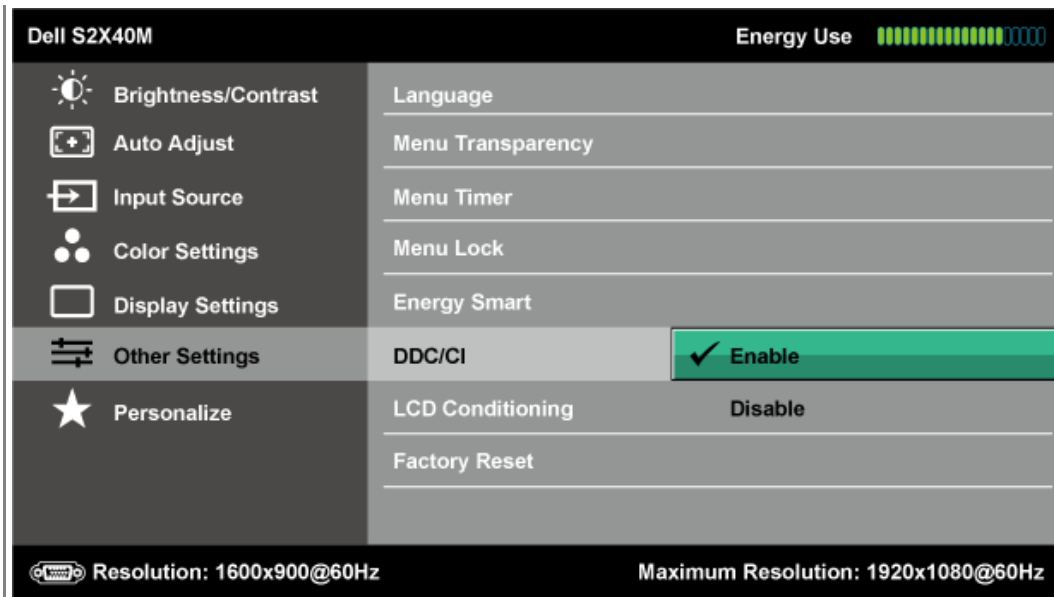 Dell S2X40M Energy Use
Brightness/Contrast Language
Auto Adjust Menu Transparency
Input Source Menu Timer
Color Settings Menu Lock
Display Settings Energy Smart
Other Settings DDC/CI Enable
Personalize LCD Conditioning Disable
Factory Reset
Resolution: 1600x900@60Hz Maximum Resolution: 1920x1080@60Hz